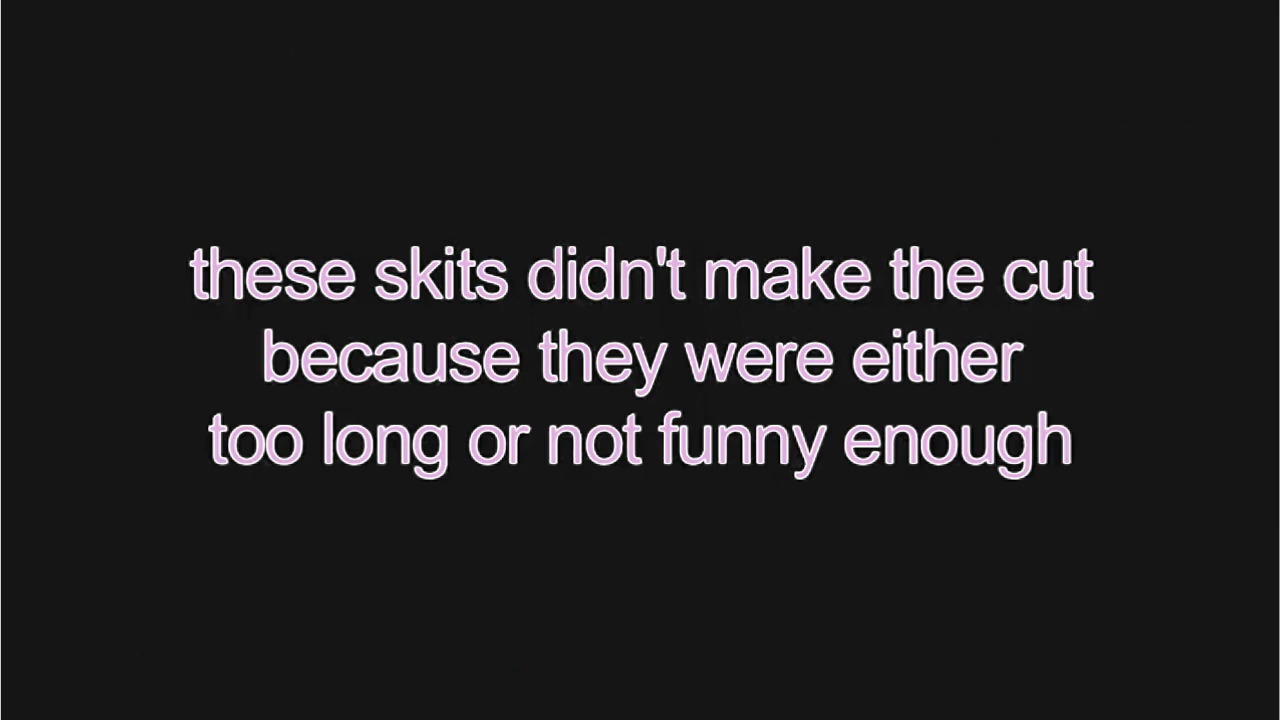 these skits didn't make the cut
because they were either
too long or not funny enough